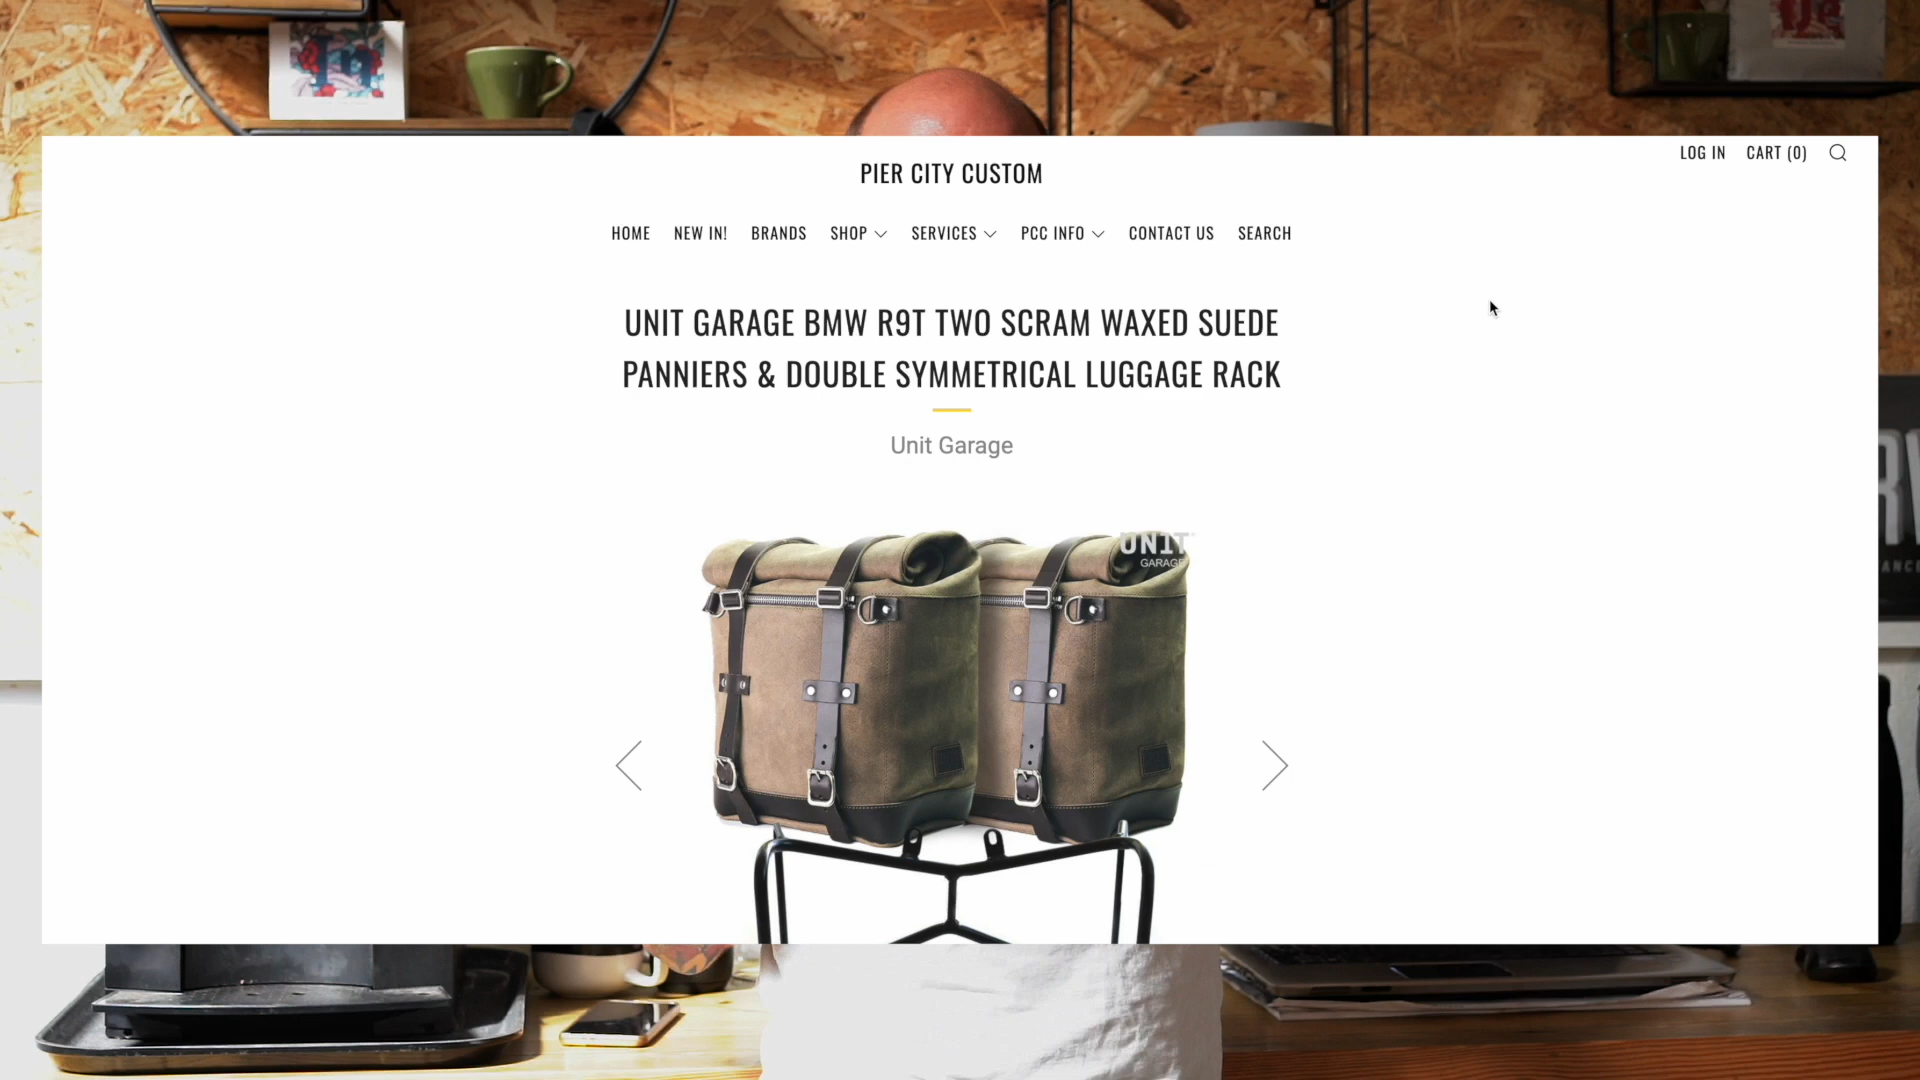 LOG IN CART (0)
PIER CITY CUSTOM
HOME NEW IN! BRANDS SHOP SERVICES PCC INFO CONTACT US SEARCH
UNIT GARAGE BMW R9T TWO SCRAM WAXED SUEDE
PANNIERS & DOUBLE SYMMETRICAL LUGGAGE RACK
Unit Garage
UN1T
GARAGE